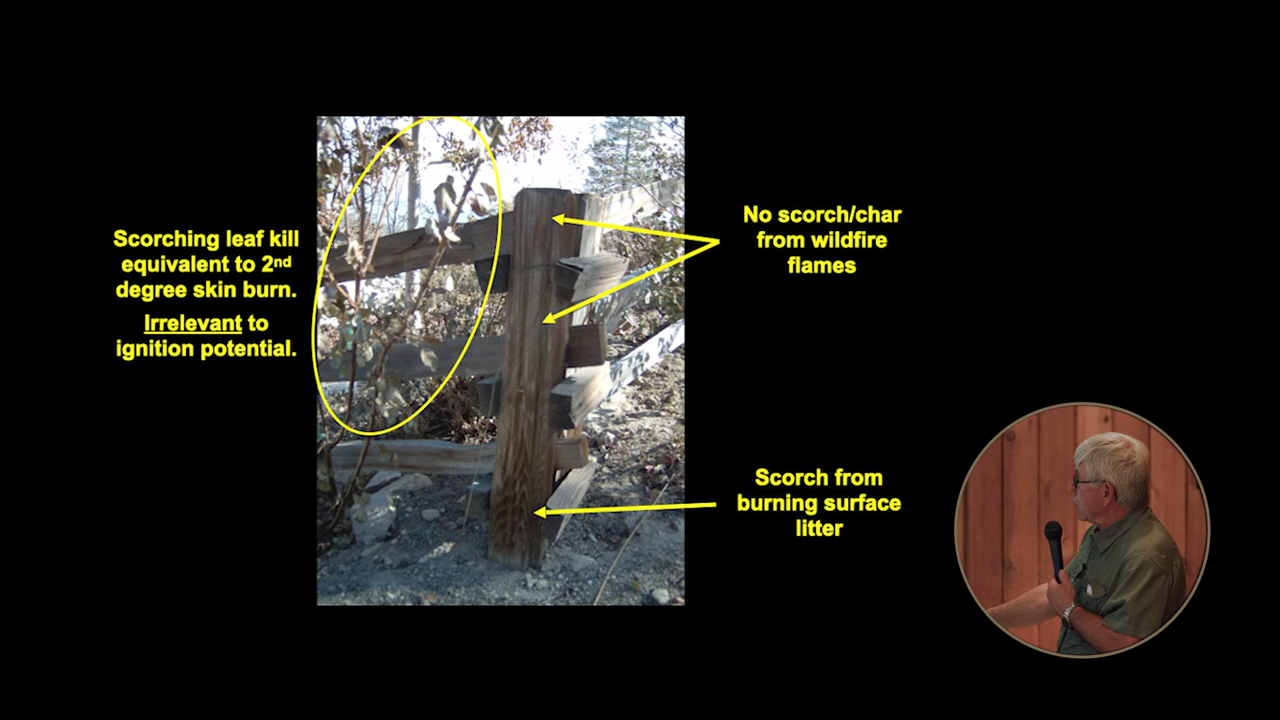 Scorching leaf kill
equivalent to 2nd
degree skin burn.
Irrelevant to
ignition potential.
No scorch/char
from wildfire
flames
Scorch from
burning surface
litter